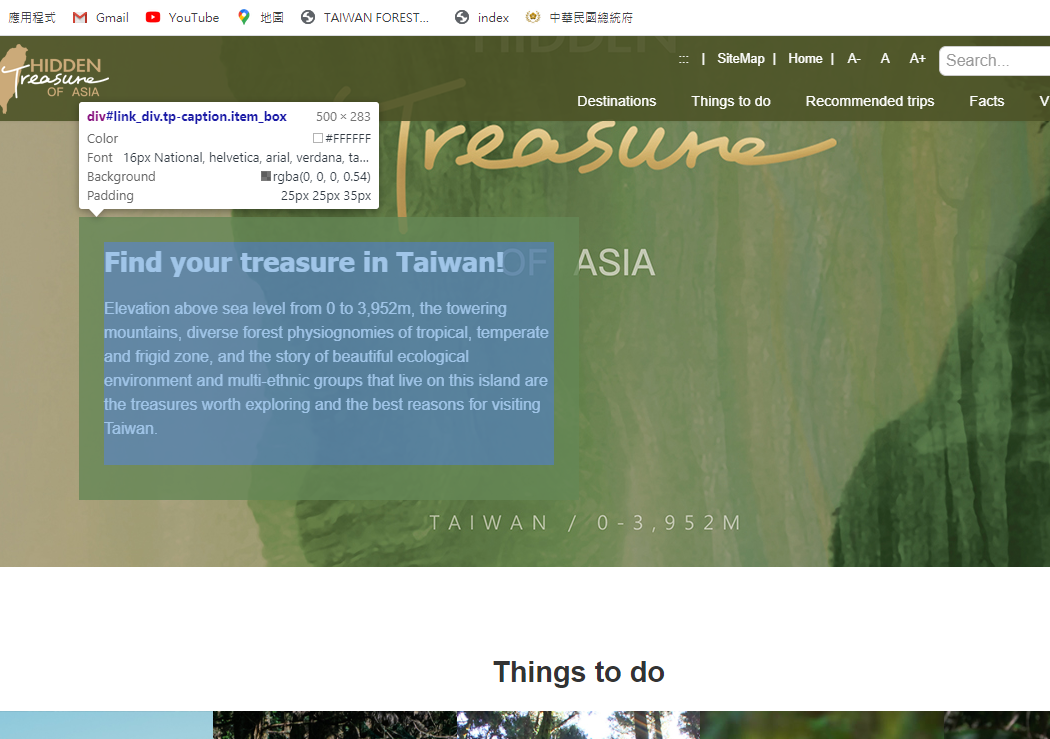 應用程式 Gmail YouTube 地圖 TAIWAN FOREST... index 中華民國總統府
HIDDEN
::: | SiteMap | Home | A- A A+ Search...
HIDDEN
Treasure
OF ASIA
Destinations Things to do Recommended trips Facts V
div#link_div.tp-caption.item_box 500 × 283
Color #FFFFFF
Font 16px National, helvetica, arial, verdana, ta...
Background rgba(0, 0, 0, 0.54)
Padding 25px 25px 35px
Treasure
OF ASIA
Find your treasure in Taiwan!
Elevation above sea level from 0 to 3,952m, the towering
mountains, diverse forest physiognomies of tropical, temperate
and frigid zone, and the story of beautiful ecological
environment and multi-ethnic groups that live on this island are
the treasures worth exploring and the best reasons for visiting
Taiwan.
TAIWAN / 0-3,952M
Things to do